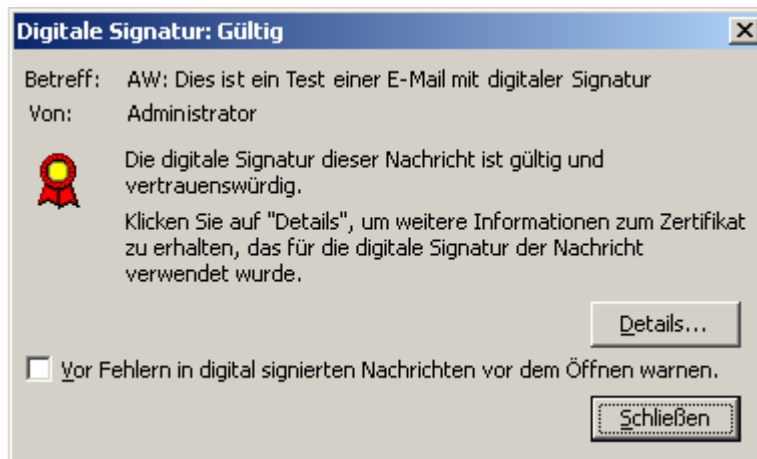 Digitale Signatur: Gültig
Betreff: AW: Dies ist ein Test einer E-Mail mit digitaler Signatur
Von: Administrator
Die digitale Signatur dieser Nachricht ist gültig und
vertrauenswürdig.
Klicken Sie auf "Details", um weitere Informationen zum Zertifikat
zu erhalten, das für die digitale Signatur der Nachricht
verwendet wurde.
Details...
Vor Fehlern in digital signierten Nachrichten vor dem Öffnen warnen.
Schließen